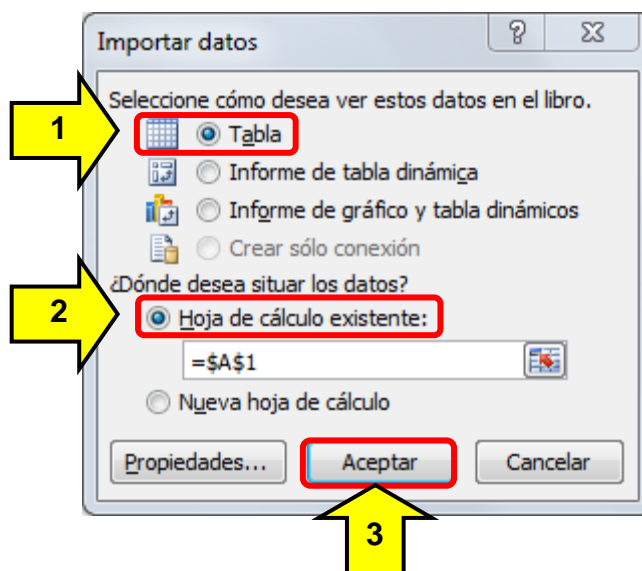 Importar datos
Seleccione cómo desea ver estos datos en el libro.
1
Tabla
Informe de tabla dinámica
Informe de gráfico y tabla dinámicos
Crear sólo conexión
¿Dónde desea situar los datos?
2
Hoja de cálculo existente:
=$A$1
Nueva hoja de cálculo
Propiedades...
Aceptar
Cancelar
3